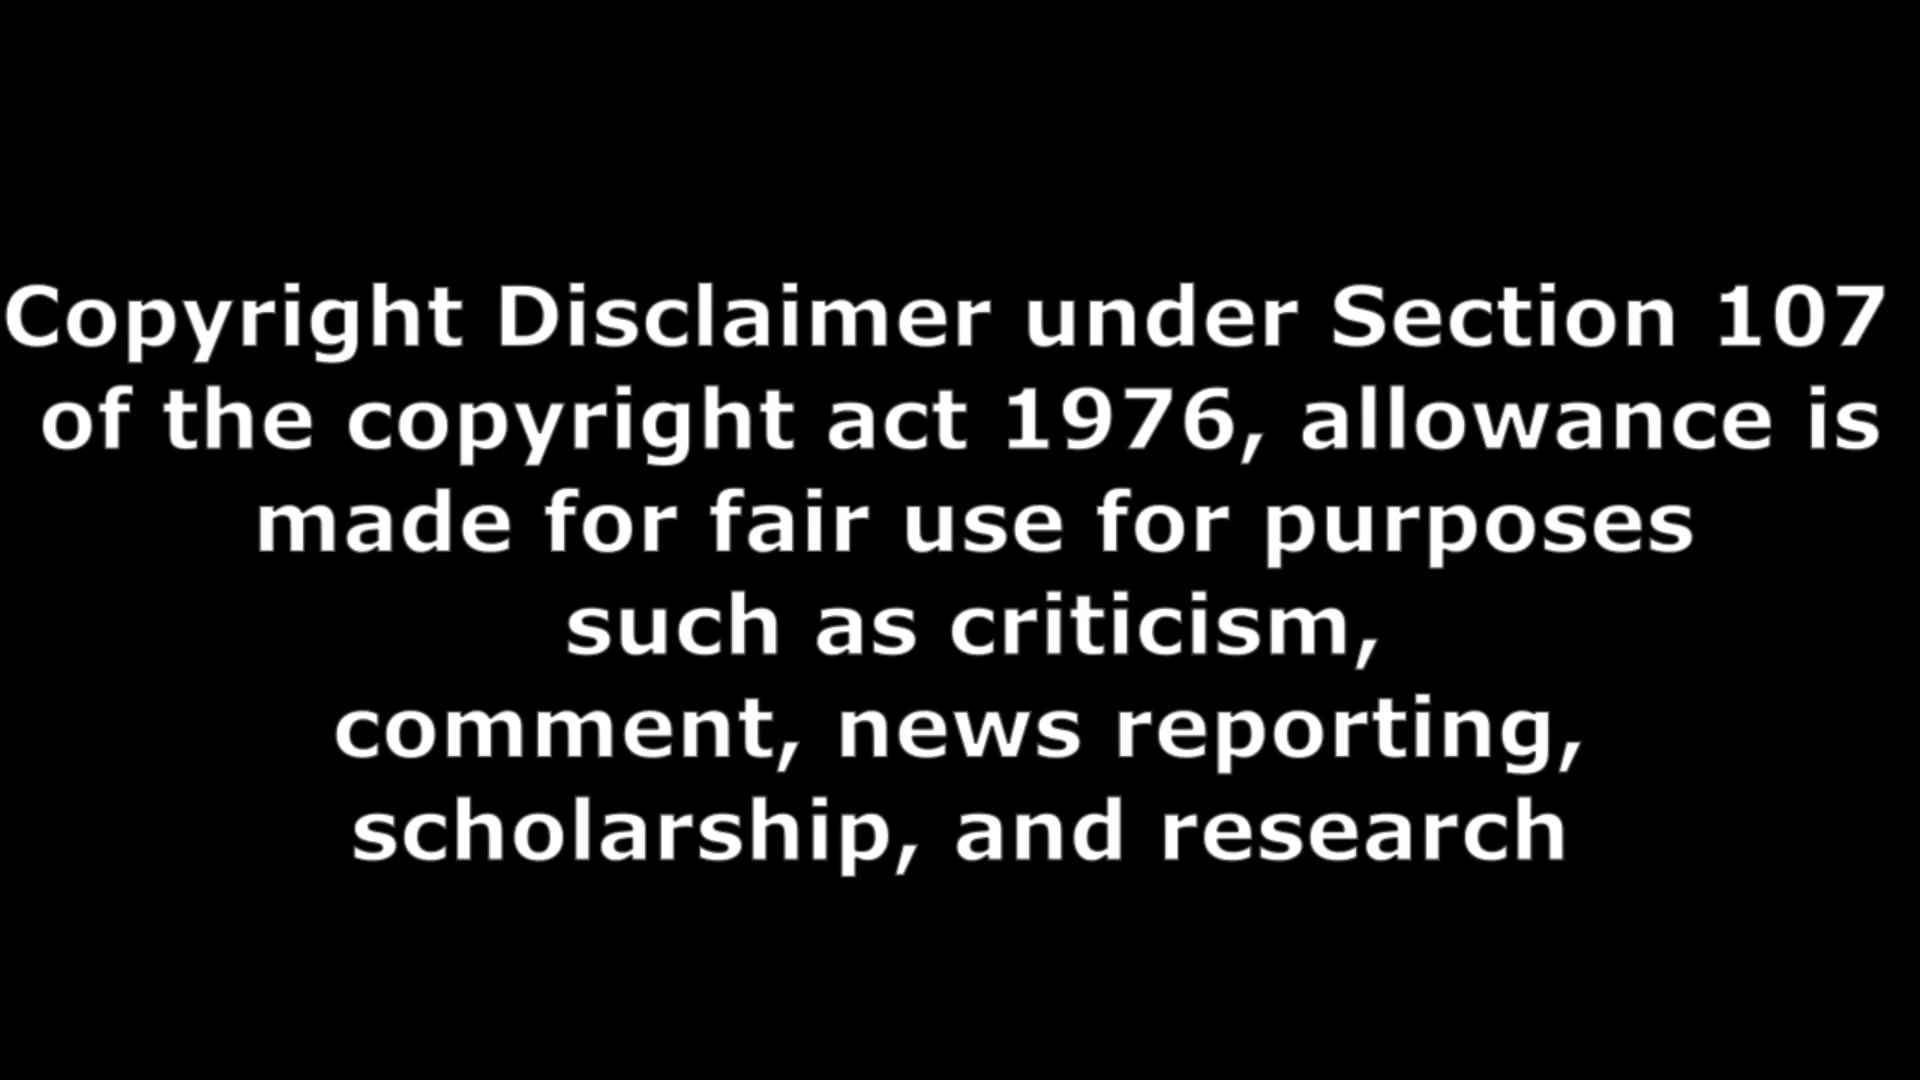 Copyright Disclaimer under Section 107
of the copyright act 1976, allowance is
made for fair use for purposes
such as criticism,
comment, news reporting,
scholarship, and research